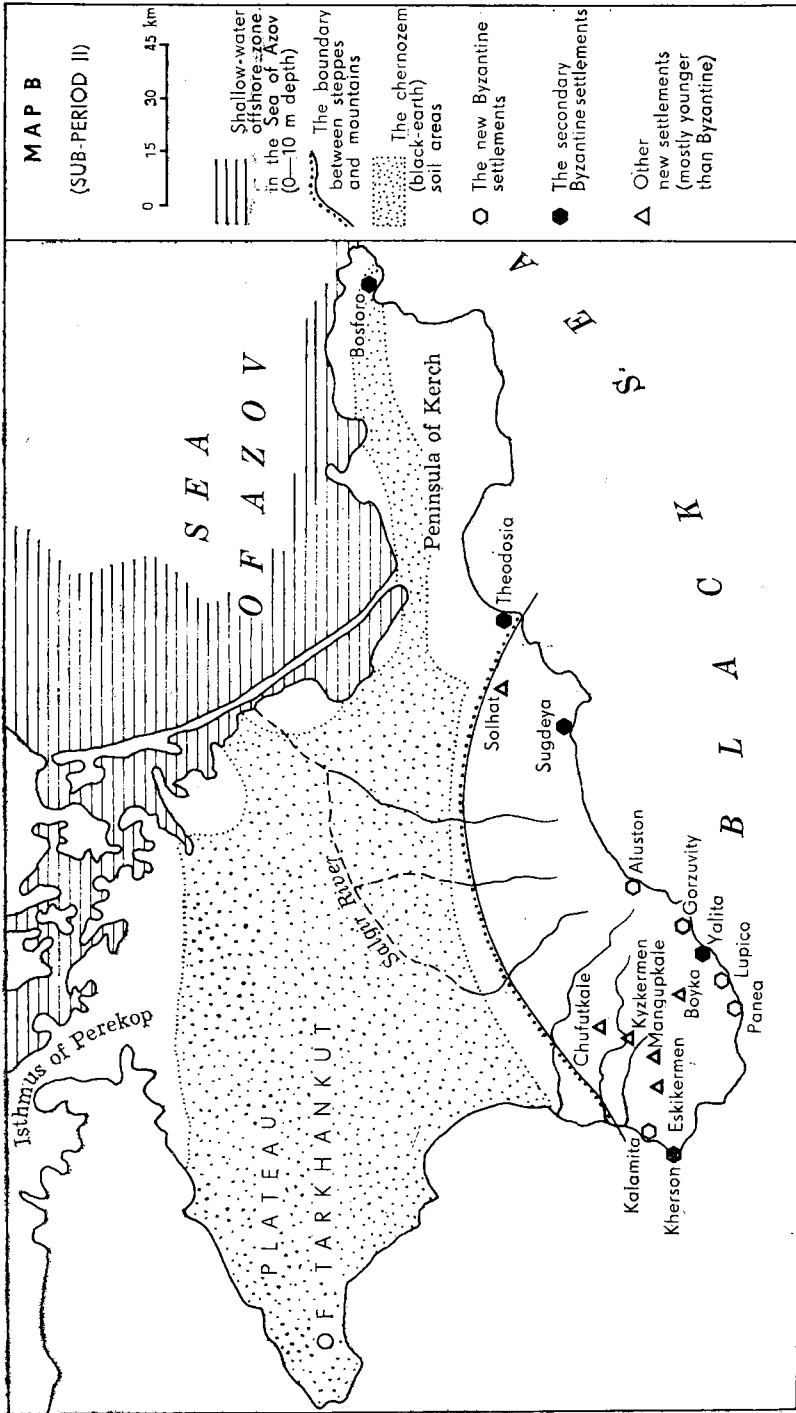 MAP B
(SUB-PERIOD II)
0 15 30 45 km
Shallow-water
offshore zone
in the Sea of Azov
(0—10 m depth)
The boundary
between steppes
and mountains
The chernozem
(black-earth)
soil areas
The new Byzantine
settlements
The secondary
Byzantine settlements
Other
new settlements
(mostly younger
than Byzantine)
Isthmus of Perekop
SEA
OF AZOV
PLATEAU
OF TARKHANKUT
Salgir River
Bosforo
Peninsula of Kerch
Theodosia
Solhat
Sugdeya
Aluston
Gorzuvity
Yalita
Lupico
Panea
Boyka
Chufutkale
Kyzkermen
Mangupkale
Eskikermen
Kalamita
Kherson
BLACK SEA